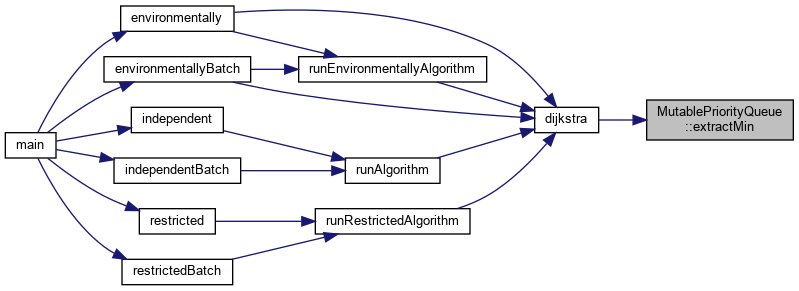 environmentally
environmentallyBatch
runEnvironmentallyAlgorithm
MutablePriorityQueue
::extractMin
independent
dijkstra
main
independentBatch
runAlgorithm
restricted
runRestrictedAlgorithm
restrictedBatch